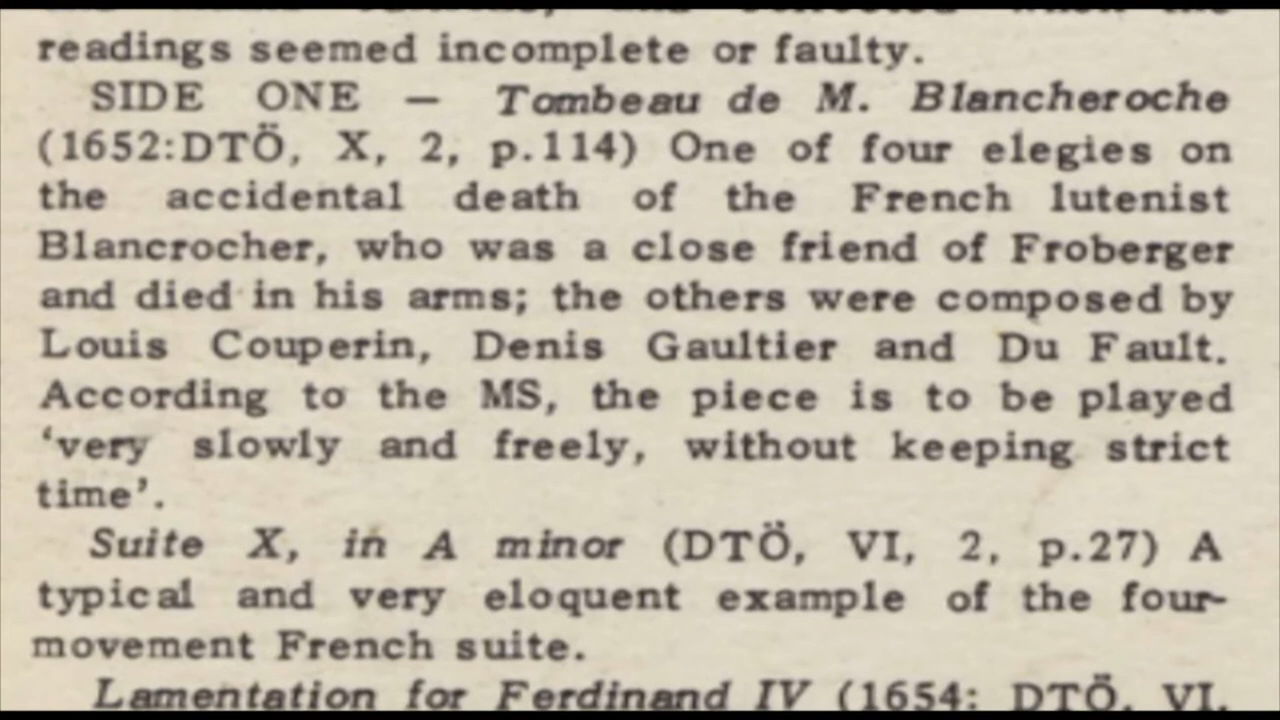 readings seemed incomplete or faulty.
SIDE ONE — Tombeau de M. Blancheroche
(1652:DTÖ, X, 2, p.114) One of four elegies on
the accidental death of the French lutenist
Blancrocher, who was a close friend of Froberger
and died in his arms; the others were composed by
Louis Couperin, Denis Gaultier and Du Fault.
According to the MS, the piece is to be played
‘very slowly and freely, without keeping strict
time’.
Suite X, in A minor (DTÖ, VI, 2, p.27) A
typical and very eloquent example of the four-
movement French suite.
Lamentation for Ferdinand IV (1654: DTÖ, VI,